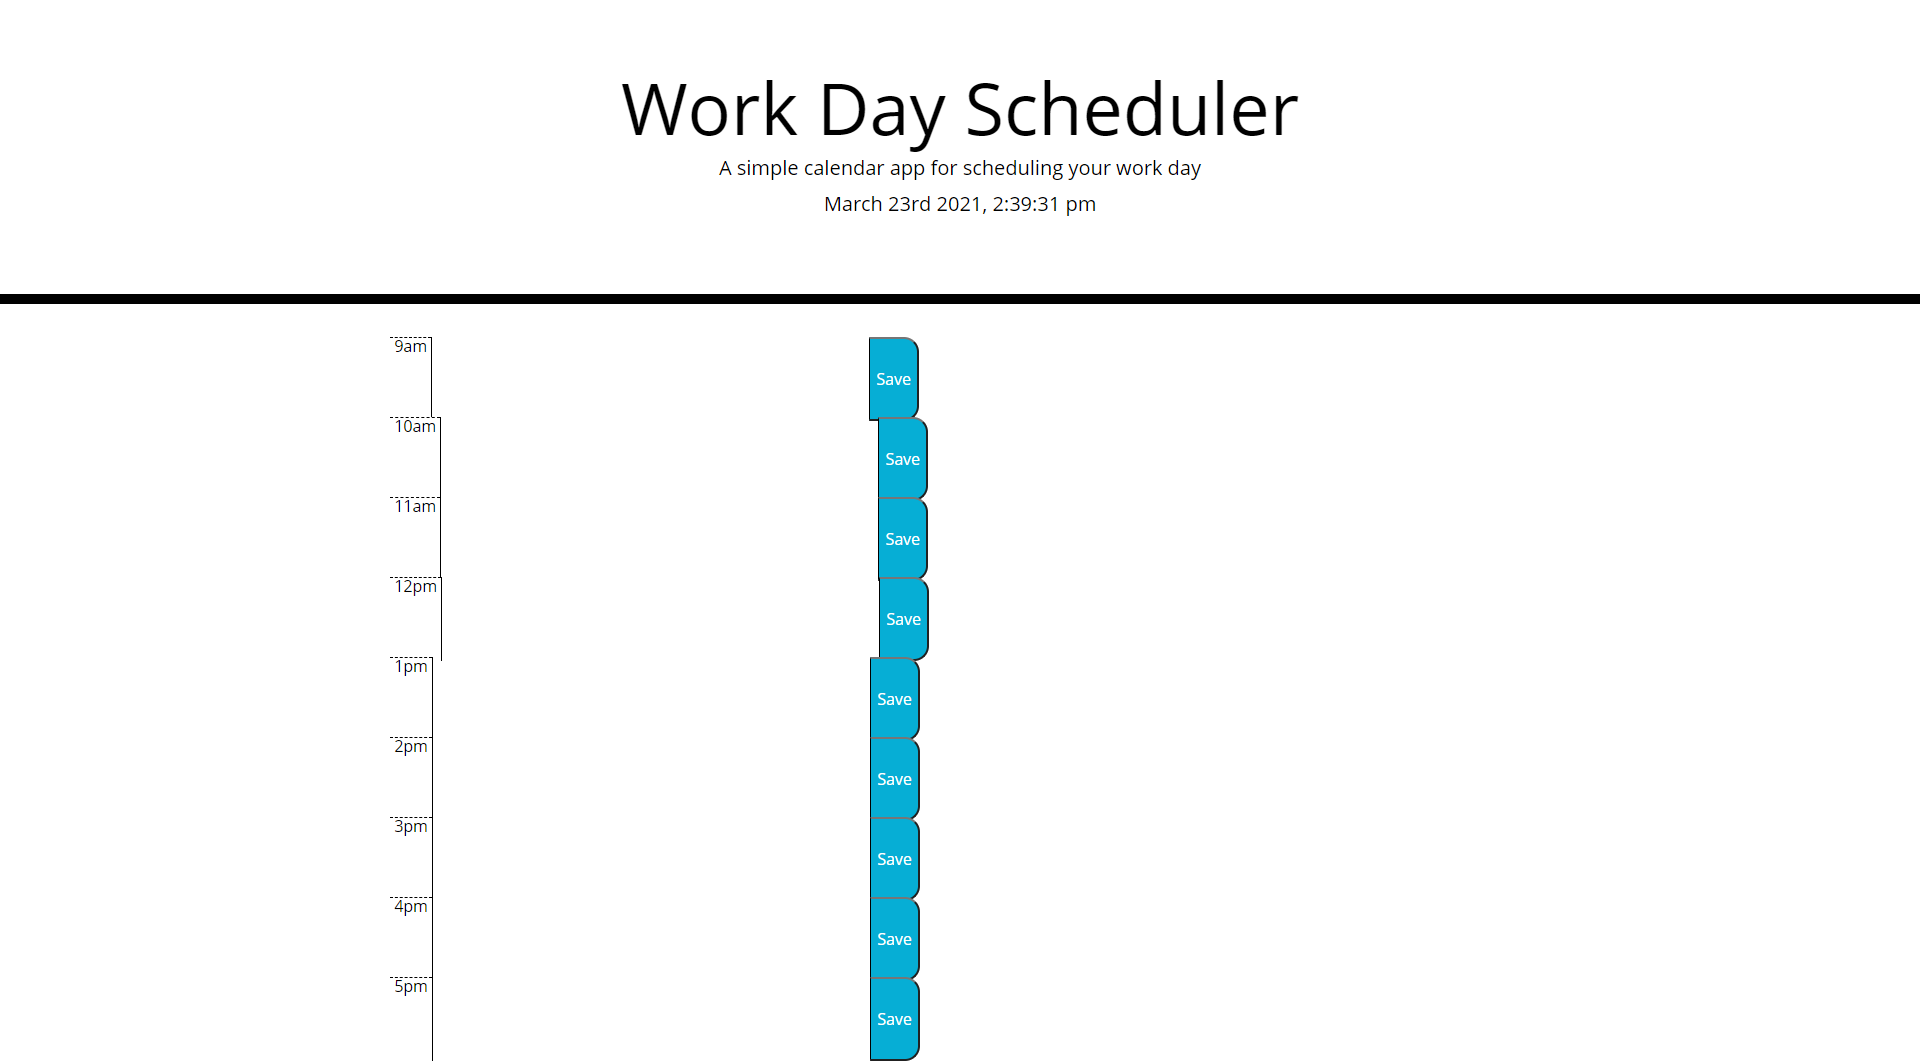 Work Day Scheduler
A simple calendar app for scheduling your work day
March 23rd 2021, 2:39:31 pm
9am
Save
10am
Save
11am
Save
12pm
Save
1pm
Save
2pm
Save
3pm
Save
4pm
Save
5pm
Save